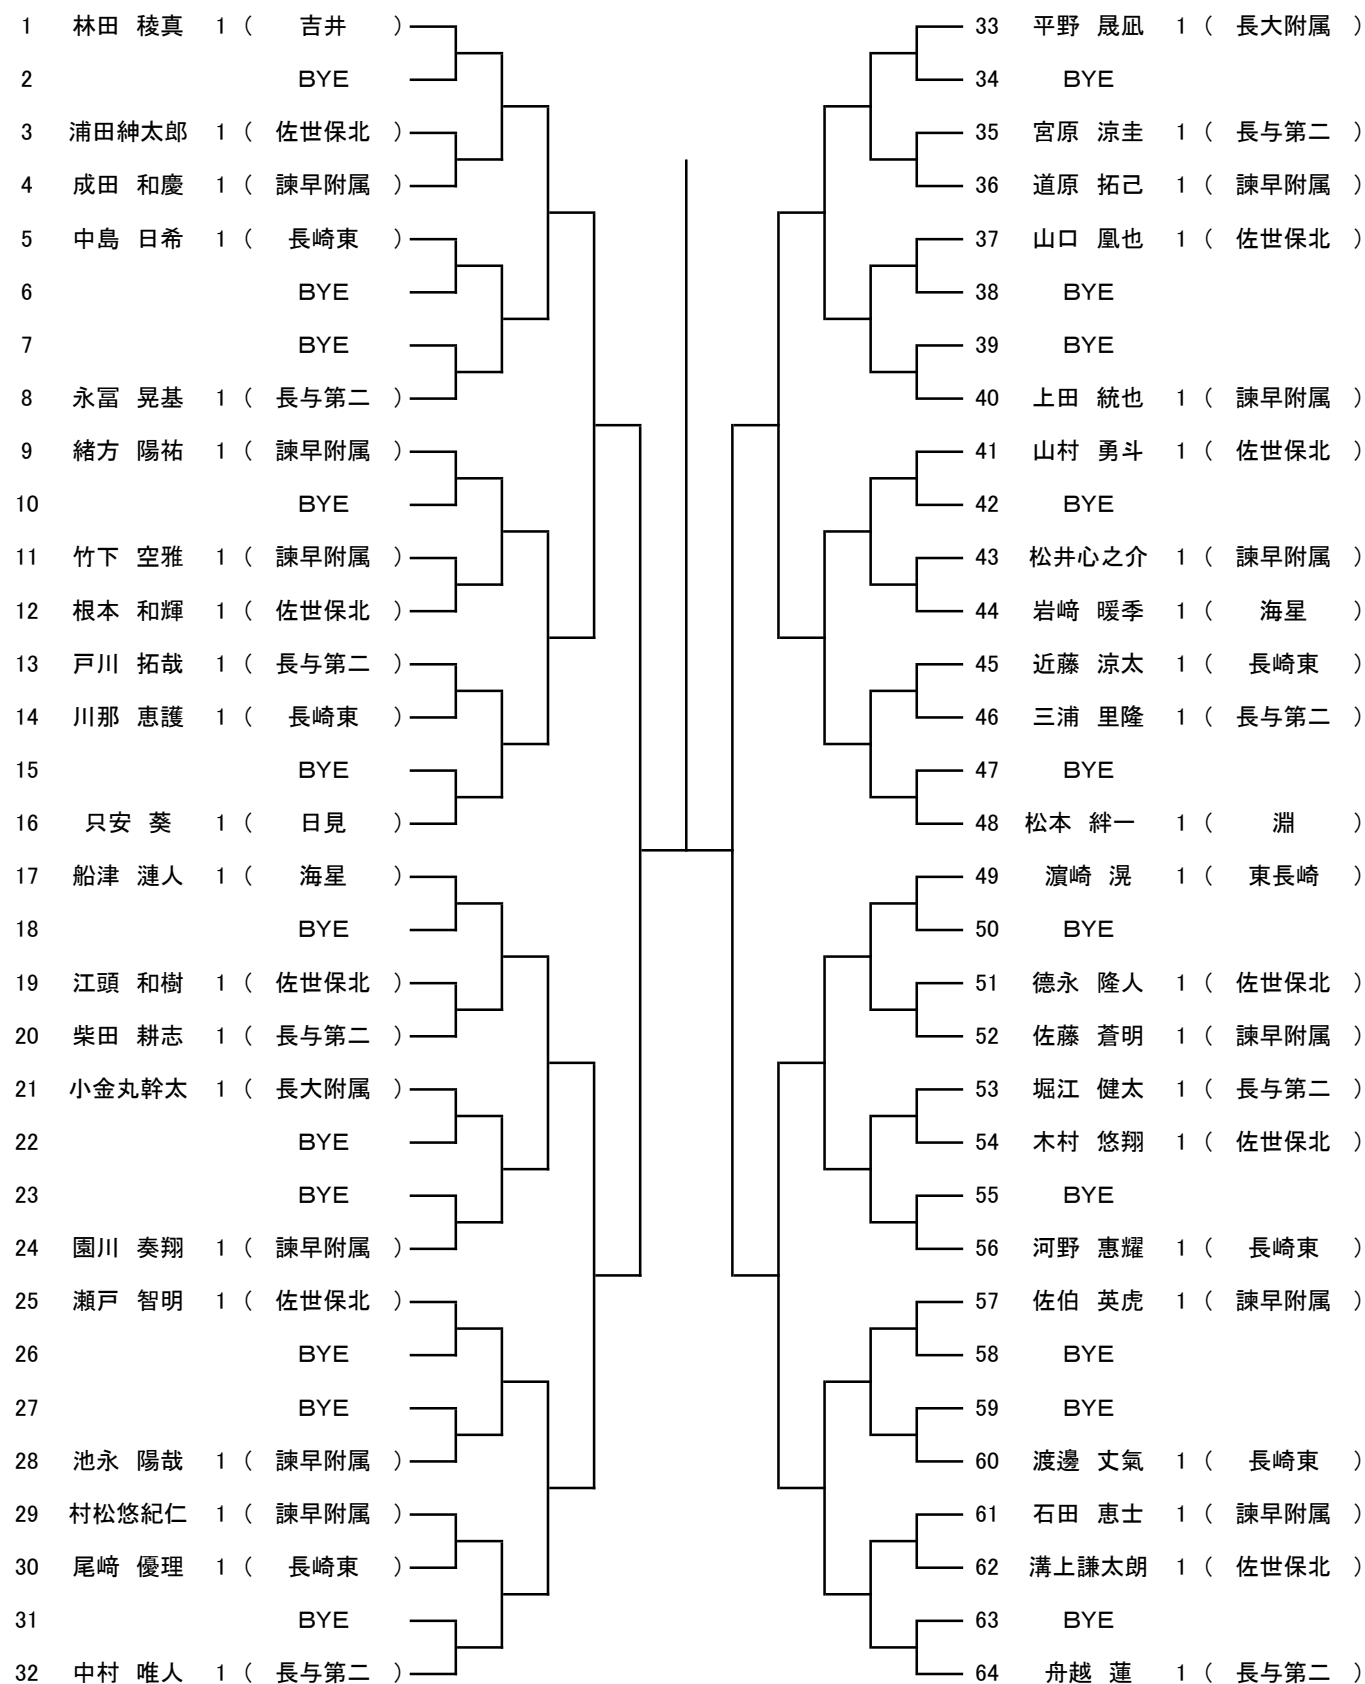 1 林田 稜真 1 ( 吉井 )
2 BYE
3 浦田紳太郎 1 ( 佐世保北 )
4 成田 和慶 1 ( 諫早附属 )
5 中島 日希 1 ( 長崎東 )
6 BYE
7 BYE
8 永冨 晃基 1 ( 長与第二 )
9 緒方 陽祐 1 ( 諫早附属 )
10 BYE
11 竹下 空雅 1 ( 諫早附属 )
12 根本 和輝 1 ( 佐世保北 )
13 戸川 拓哉 1 ( 長与第二 )
14 川那 恵護 1 ( 長崎東 )
15 BYE
16 只安 葵 1 ( 日見 )
17 船津 漣人 1 ( 海星 )
18 BYE
19 江頭 和樹 1 ( 佐世保北 )
20 柴田 耕志 1 ( 長与第二 )
21 小金丸幹太 1 ( 長大附属 )
22 BYE
23 BYE
24 園川 奏翔 1 ( 諫早附属 )
25 瀬戸 智明 1 ( 佐世保北 )
26 BYE
27 BYE
28 池永 陽哉 1 ( 諫早附属 )
29 村松悠紀仁 1 ( 諫早附属 )
30 尾﨑 優理 1 ( 長崎東 )
31 BYE
32 中村 唯人 1 ( 長与第二 )
33 平野 晟凪 1 ( 長大附属 )
34 BYE
35 宮原 涼圭 1 ( 長与第二 )
36 道原 拓己 1 ( 諫早附属 )
37 山口 凰也 1 ( 佐世保北 )
38 BYE
39 BYE
40 上田 統也 1 ( 諫早附属 )
41 山村 勇斗 1 ( 佐世保北 )
42 BYE
43 松井心之介 1 ( 諫早附属 )
44 岩﨑 暖季 1 ( 海星 )
45 近藤 涼太 1 ( 長崎東 )
46 三浦 里隆 1 ( 長与第二 )
47 BYE
48 松本 絆一 1 ( 淵 )
49 濵崎 滉 1 ( 東長崎 )
50 BYE
51 德永 隆人 1 ( 佐世保北 )
52 佐藤 蒼明 1 ( 諫早附属 )
53 堀江 健太 1 ( 長与第二 )
54 木村 悠翔 1 ( 佐世保北 )
55 BYE
56 河野 惠耀 1 ( 長崎東 )
57 佐伯 英虎 1 ( 諫早附属 )
58 BYE
59 BYE
60 渡邊 丈氣 1 ( 長崎東 )
61 石田 恵士 1 ( 諫早附属 )
62 溝上謙太朗 1 ( 佐世保北 )
63 BYE
64 舟越 蓮 1 ( 長与第二 )